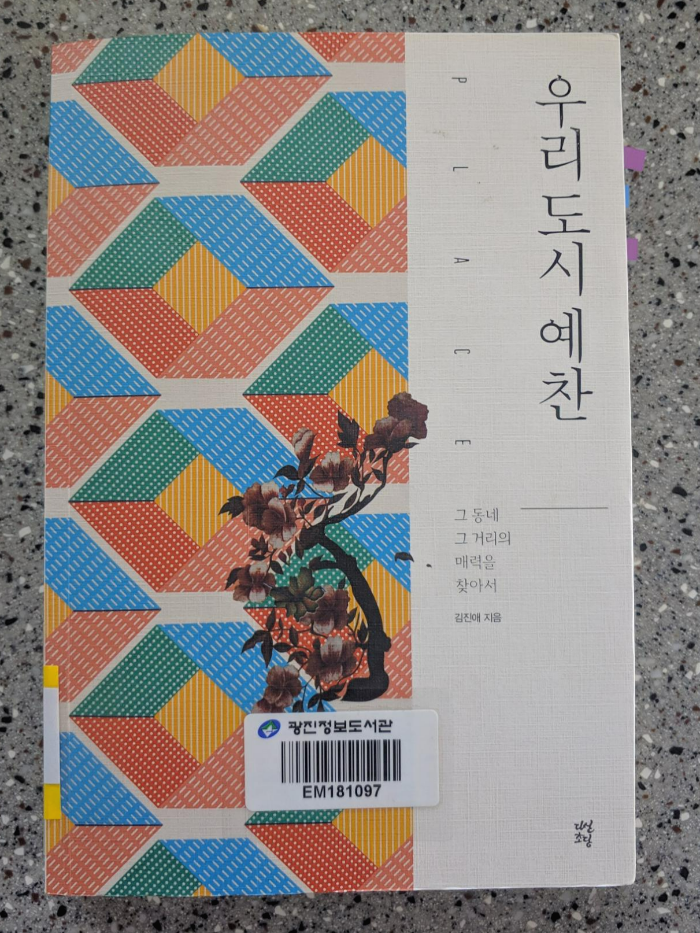 우리 도시 예찬
PLACE
그 동네
그 거리의
매력을
찾아서
김진애 지음
광진정보도서관
EM181097
다산
초당